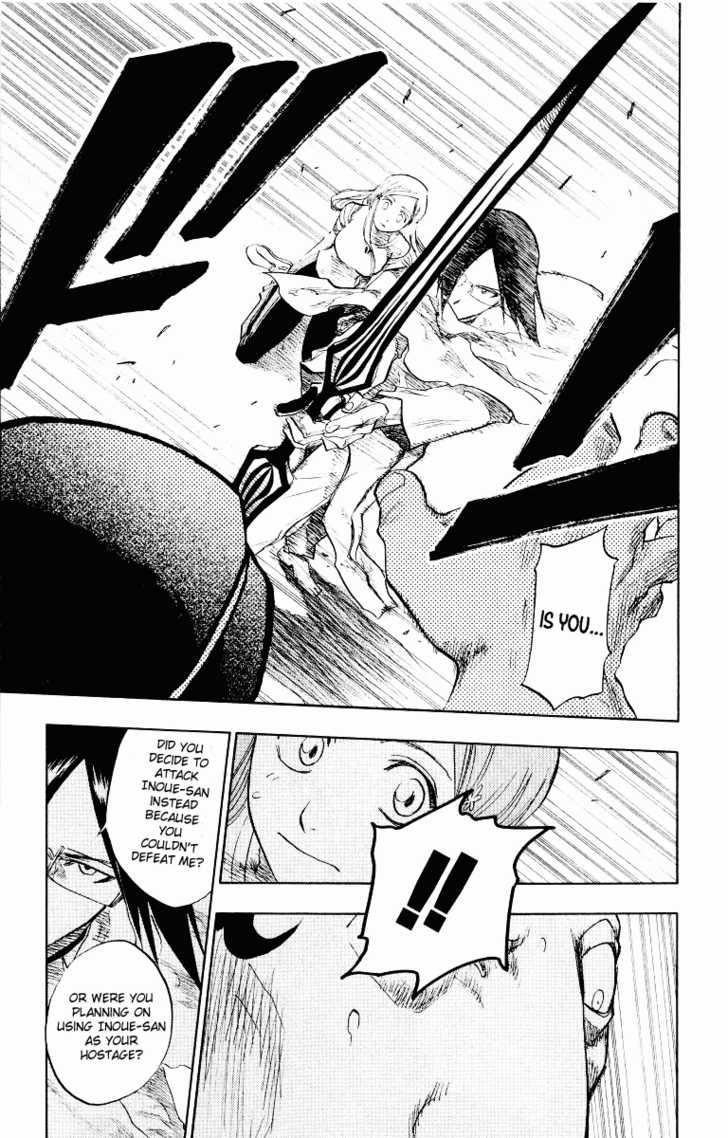 IS YOU...
!!
DID YOU
DECIDE TO
ATTACK
INOUE-SAN
INSTEAD
BECAUSE
YOU
COULDN'T
DEFEAT ME?
OR WERE YOU
PLANNING ON
USING INOUE-SAN
AS YOUR
HOSTAGE?